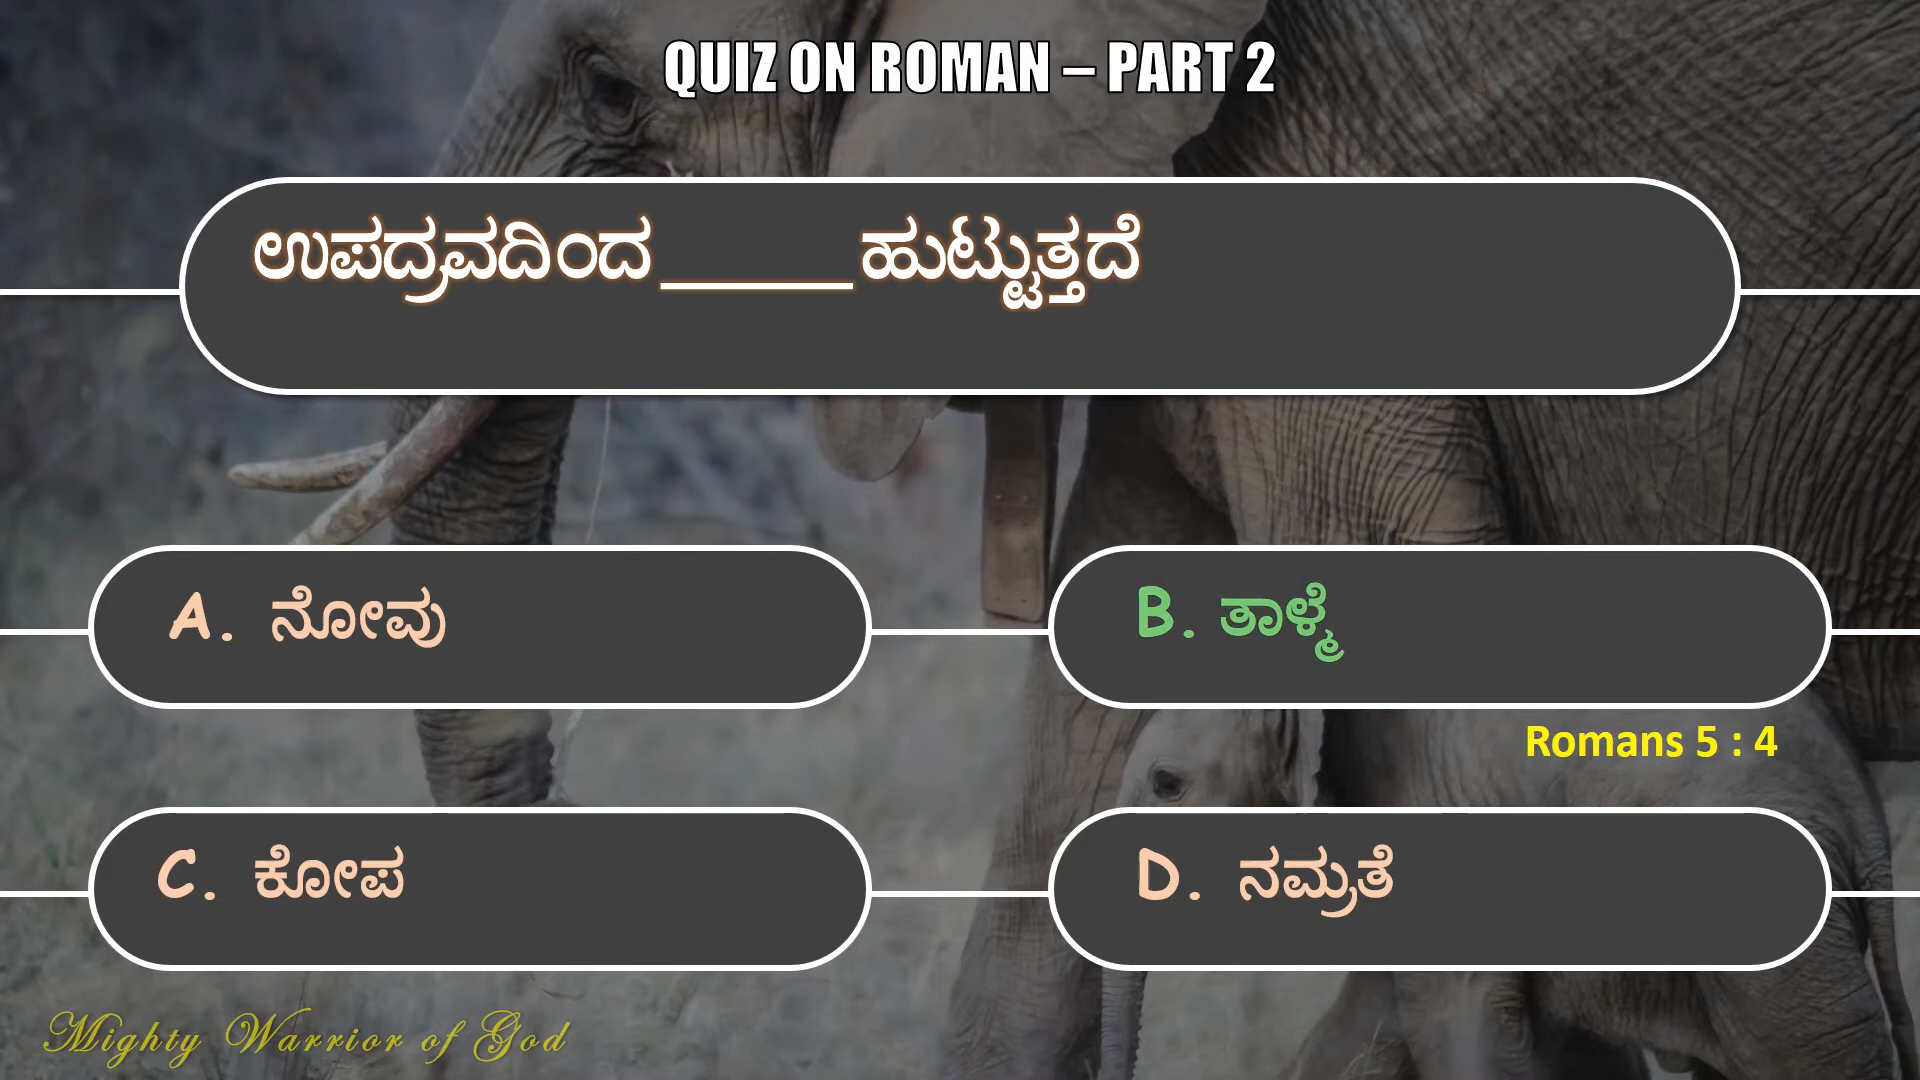 QUIZ ON ROMAN – PART 2
ಉಪದ್ರವದಿಂದ_____ಹುಟ್ಟುತ್ತದೆ
A. ನೋವು
B. ತಾಳ್ಮೆ
Romans 5 : 4
C. ಕೋಪ
D. ನಮ್ರತೆ
Mighty Warrior of God